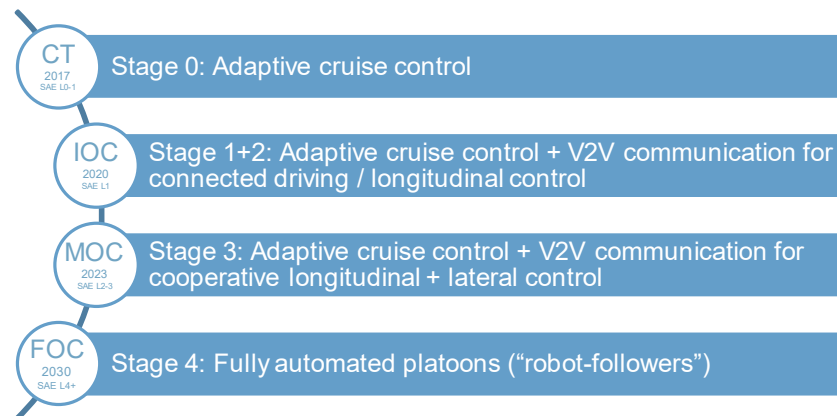 CT
2017
SAE L0-1
Stage 0: Adaptive cruise control
IOC
2020
SAE L1
Stage 1+2: Adaptive cruise control + V2V communication for
connected driving / longitudinal control
MOC
2023
SAE L2-3
Stage 3: Adaptive cruise control + V2V communication for
cooperative longitudinal + lateral control
FOC
2030
SAE L4+
Stage 4: Fully automated platoons (“robot-followers”)